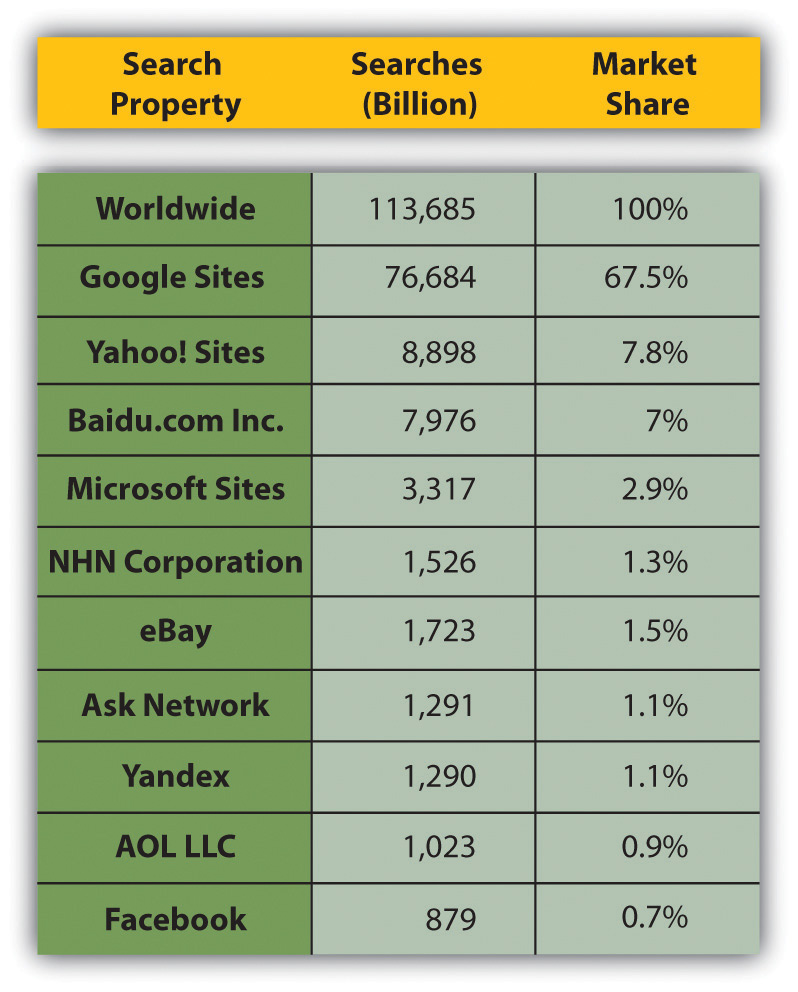 Search Property Searches (Billion) Market Share
Worldwide 113,685 100%
Google Sites 76,684 67.5%
Yahoo! Sites 8,898 7.8%
Baidu.com Inc. 7,976 7%
Microsoft Sites 3,317 2.9%
NHN Corporation 1,526 1.3%
eBay 1,723 1.5%
Ask Network 1,291 1.1%
Yandex 1,290 1.1%
AOL LLC 1,023 0.9%
Facebook 879 0.7%